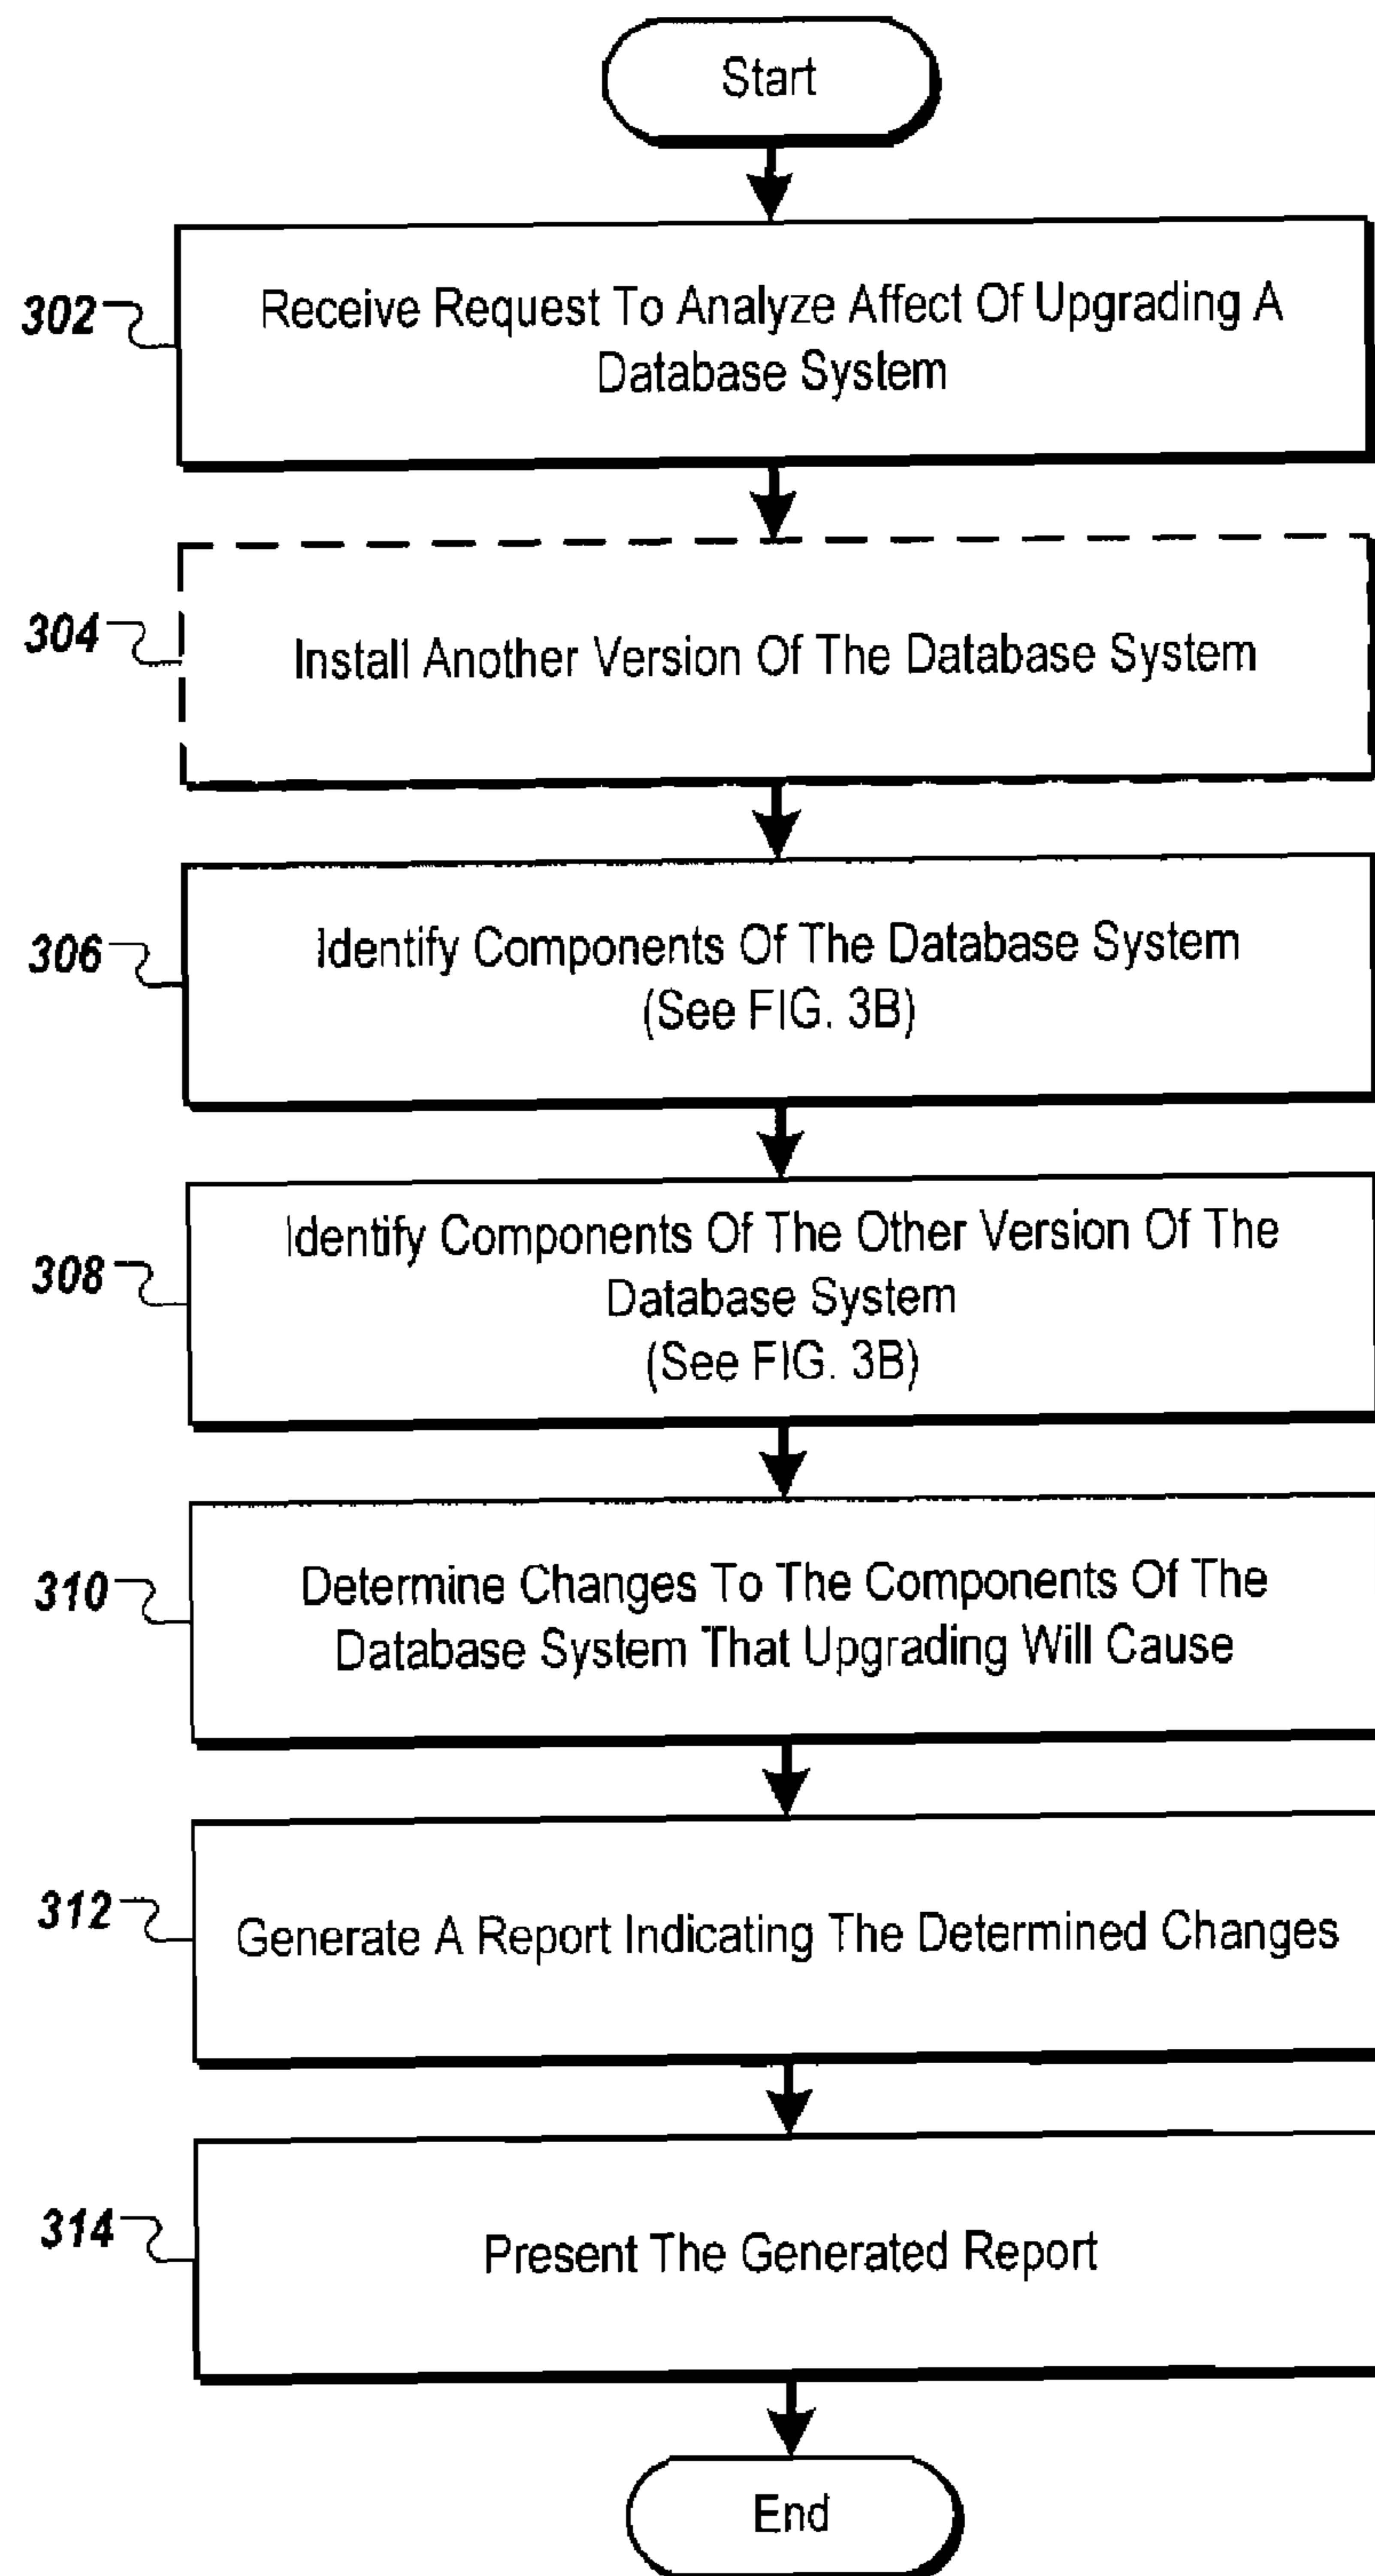 Start
302
Receive Request To Analyze Affect Of Upgrading A
Database System
304
Install Another Version Of The Database System
306
Identify Components Of The Database System
(See FIG. 3B)
308
Identify Components Of The Other Version Of The
Database System
(See FIG. 3B)
310
Determine Changes To The Components Of The
Database System That Upgrading Will Cause
312
Generate A Report Indicating The Determined Changes
314
Present The Generated Report
End